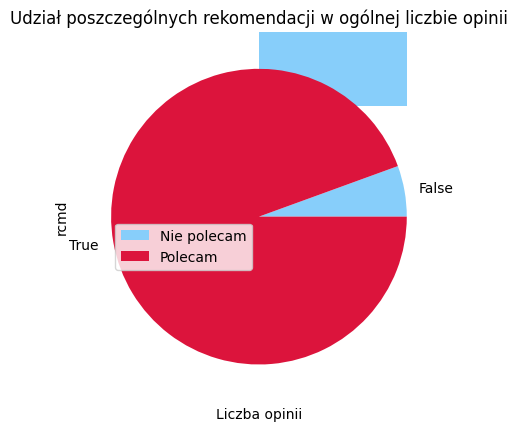 Udział poszczególnych rekomendacji w ogólnej liczbie opinii
False
rcmd
True
Nie polecam
Polecam
Liczba opinii